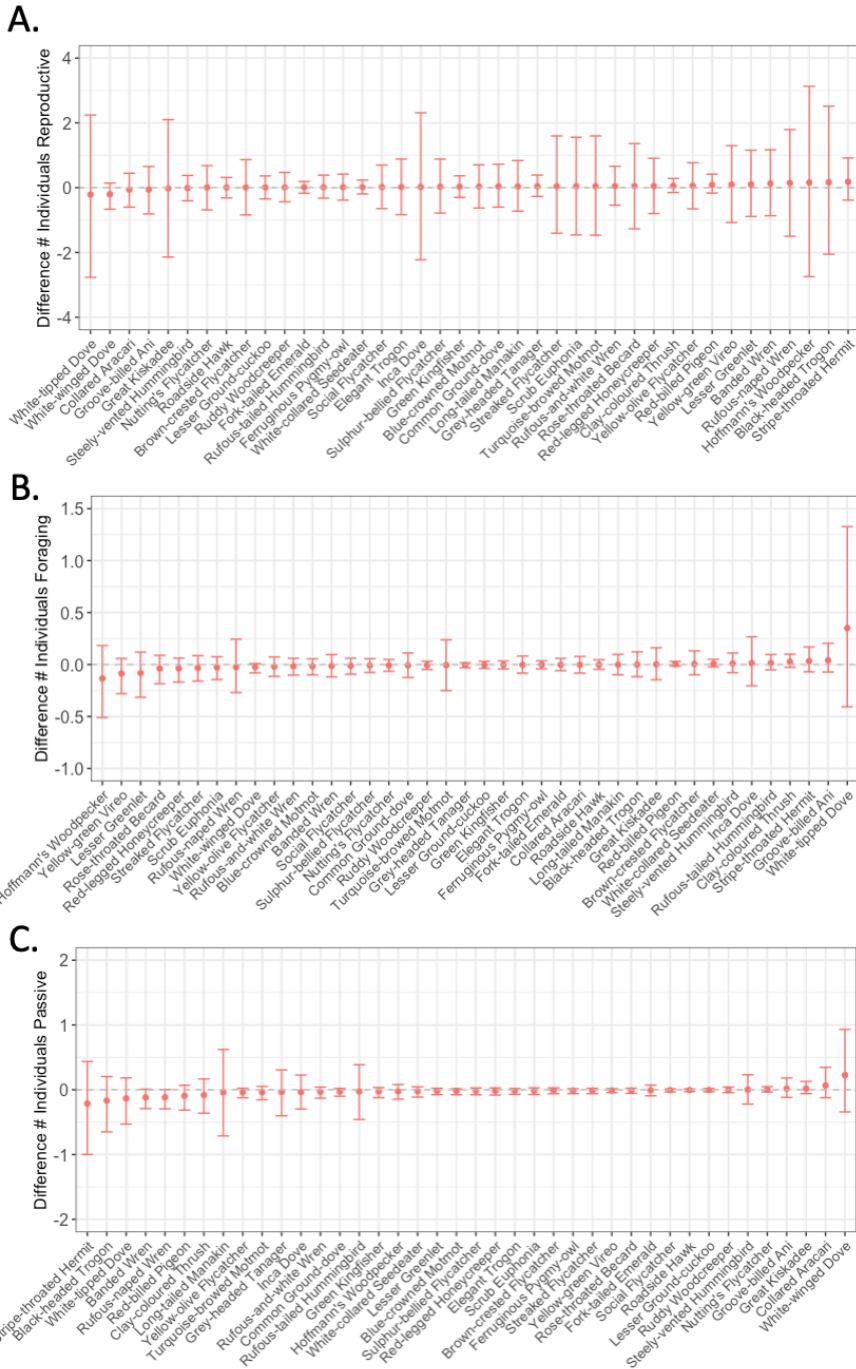 A.
Difference # Individuals Reproductive
4
2
0
-2
-4
White-tipped Dove
White-winged Dove
Collared Aracari
Groove-billed Ani
Great Kiskadee
Steely-vented Hummingbird
Nutting's Flycatcher
Roadside Hawk
Brown-crested Flycatcher
Lesser Ground-cuckoo
Ruddy Woodcreeper
Fork-tailed Emerald
Rufous-tailed Hummingbird
Ferruginous Pygmy-owl
White-collared Seedeater
Social Flycatcher
Elegant Trogon
Inca Dove
Sulphur-bellied Flycatcher
Green Kingfisher
Blue-crowned Motmot
Common Ground-dove
Long-tailed Manakin
Grey-headed Tanager
Streaked Flycatcher
Scrub Euphonia
Turquoise-browed Motmot
Rufous-and-white Wren
Rose-throated Becard
Red-legged Honeycreeper
Clay-coloured Thrush
Yellow-olive Flycatcher
Red-billed Pigeon
Yellow-green Vireo
Lesser Greenlet
Banded Wren
Rufous-naped Wren
Hoffmann's Woodpecker
Black-headed Trogon
Stripe-throated Hermit
B.
Difference # Individuals Foraging
1.5
1.0
0.5
0.0
-0.5
-1.0
Hoffmann's Woodpecker
Yellow-green Vireo
Lesser Greenlet
Rose-throated Becard
Red-legged Honeycreeper
Streaked Flycatcher
Scrub Euphonia
Rufous-naped Wren
White-winged Dove
Yellow-olive Flycatcher
Rufous-and-white Wren
Blue-crowned Motmot
Banded Wren
Social Flycatcher
Sulphur-bellied Flycatcher
Nutting's Flycatcher
Common Ground-dove
Ruddy Woodcreeper
Turquoise-browed Motmot
Grey-headed Tanager
Lesser Ground-cuckoo
Green Kingfisher
Elegant Trogon
Ferruginous Pygmy-owl
Fork-tailed Emerald
Collared Aracari
Roadside Hawk
Long-tailed Manakin
Black-headed Trogon
Great Kiskadee
Red-billed Pigeon
Brown-crested Flycatcher
White-collared Seedeater
Steely-vented Hummingbird
Inca Dove
Rufous-tailed Hummingbird
Clay-coloured Thrush
Stripe-throated Hermit
Groove-billed Ani
White-tipped Dove
C.
Difference # Individuals Passive
2
1
0
-1
-2
Stripe-throated Hermit
Black-headed Trogon
White-tipped Dove
Banded Wren
Rufous-naped Wren
Red-billed Pigeon
Clay-coloured Thrush
Long-tailed Manakin
Yellow-olive Flycatcher
Turquoise-browed Motmot
Grey-headed Tanager
Inca Dove
Rufous-and-white Wren
Common Ground-dove
Rufous-tailed Hummingbird
Green Kingfisher
Hoffmann's Woodpecker
White-collared Seedeater
Lesser Greenlet
Blue-crowned Motmot
Sulphur-bellied Flycatcher
Red-legged Honeycreeper
Elegant Trogon
Scrub Euphonia
Brown-crested Flycatcher
Ferruginous Pygmy-owl
Streaked Flycatcher
Yellow-green Vireo
Rose-throated Becard
Fork-tailed Emerald
Social Flycatcher
Roadside Hawk
Lesser Ground-cuckoo
Ruddy Woodcreeper
Steely-vented Hummingbird
Nutting's Flycatcher
Groove-billed Ani
Great Kiskadee
Collared Aracari
White-winged Dove